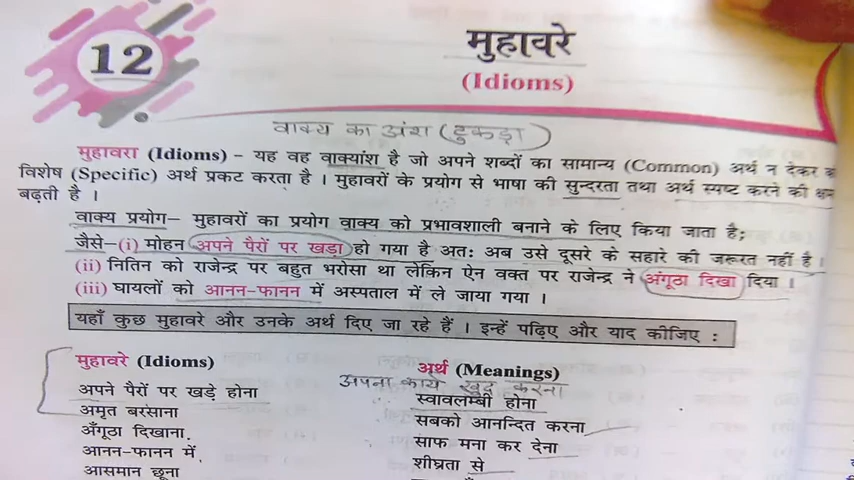 12
मुहावरे
(Idioms)
वाक्य का अंश (टुकड़ा)
मुहावरा (Idioms) - यह वह वाक्यांश है जो अपने शब्दों का सामान्य (Common) अर्थ न देकर
विशेष (Specific) अर्थ प्रकट करता है । मुहावरों के प्रयोग से भाषा की सुन्दरता तथा अर्थ स्पष्ट करने की
बढ़ती है ।
वाक्य प्रयोग– मुहावरों का प्रयोग वाक्य को प्रभावशाली बनाने के लिए किया जाता है;
जैसे–(i) मोहन अपने पैरों पर खड़ा हो गया है अतः अब उसे दूसरे के सहारे की जरूरत नहीं है ।
(ii) नितिन को राजेन्द्र पर बहुत भरोसा था लेकिन ऐन वक्त पर राजेन्द्र ने अंगूठा दिखा दिया ।
(iii) घायलों को आनन-फानन में अस्पताल में ले जाया गया ।
यहाँ कुछ मुहावरे और उनके अर्थ दिए जा रहे हैं । इन्हें पढ़िए और याद कीजिए :
मुहावरे (Idioms) अर्थ (Meanings)
अपना कार्य खुद करना
अपने पैरों पर खड़े होना स्वावलम्बी होना
अमृत बरसाना सबको आनन्दित करना
अँगूठा दिखाना साफ मना कर देना
आनन-फानन में शीघ्रता से
आसमान छूना